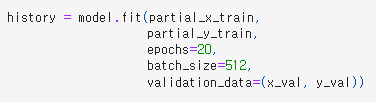 history = model.fit(partial_x_train,
                    partial_y_train,
                    epochs=20,
                    batch_size=512,
                    validation_data=(x_val, y_val))